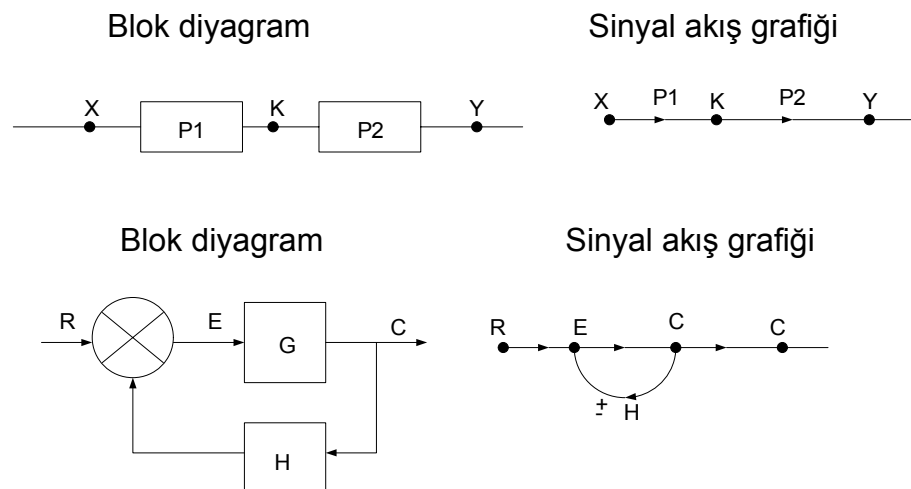 Blok diyagram
Sinyal akış grafiği
X P1 K P2 Y
X P1 K P2 Y
Blok diyagram
Sinyal akış grafiği
R E G C
H
R E C C
± H